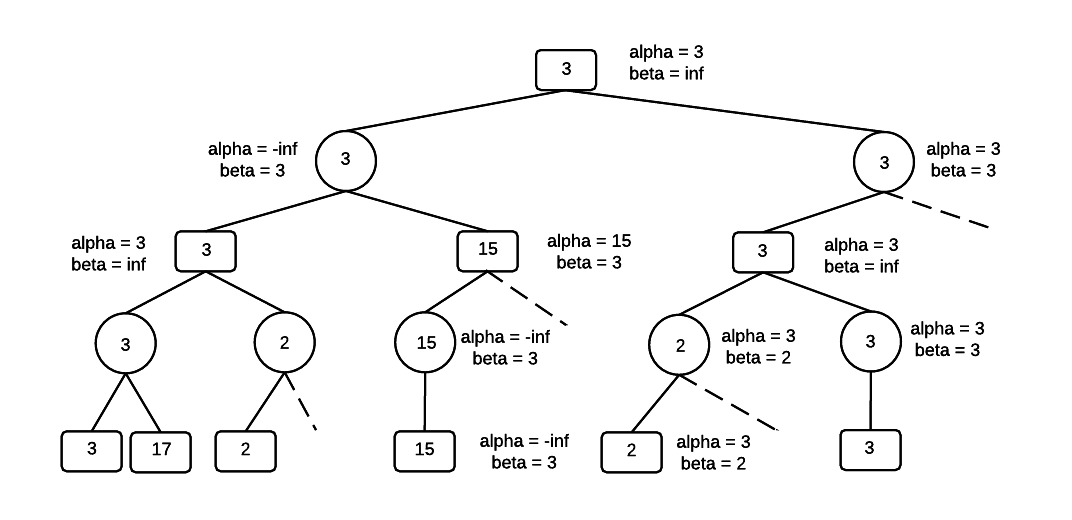 3
alpha = 3
beta = inf
alpha = -inf
beta = 3
3
3
alpha = 3
beta = 3
alpha = 3
beta = inf
3
15
alpha = 15
beta = 3
3
alpha = 3
beta = inf
3
2
15
alpha = -inf
beta = 3
2
alpha = 3
beta = 2
3
alpha = 3
beta = 3
3
17
2
15
alpha = -inf
beta = 3
2
alpha = 3
beta = 2
3